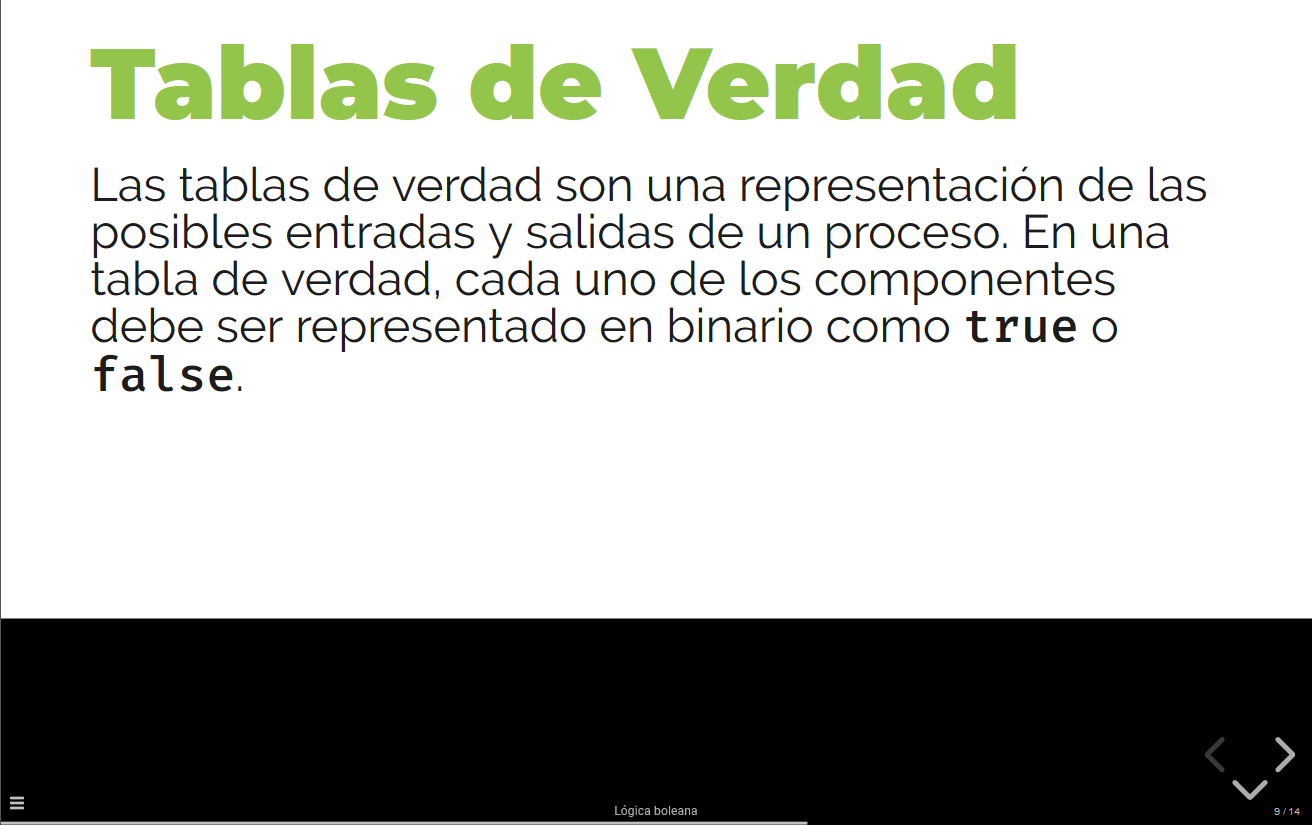 Tablas de Verdad
Las tablas de verdad son una representación de las
posibles entradas y salidas de un proceso. En una
tabla de verdad, cada uno de los componentes
debe ser representado en binario como true o
false.
Lógica boleana
9 / 14